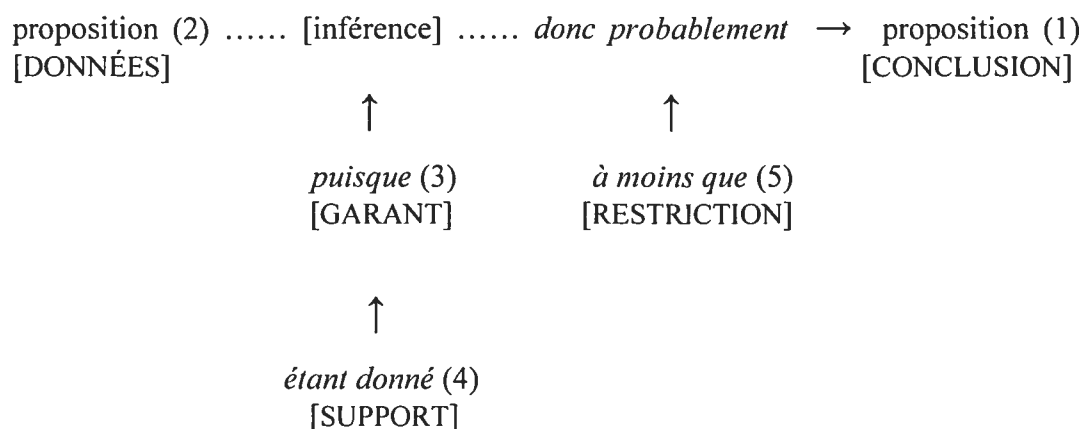 proposition (2) …… [inférence] …… donc probablement → proposition (1)
[DONNÉES] [CONCLUSION]
↑ ↑
puisque (3) à moins que (5)
[GARANT] [RESTRICTION]
↑
étant donné (4)
[SUPPORT]